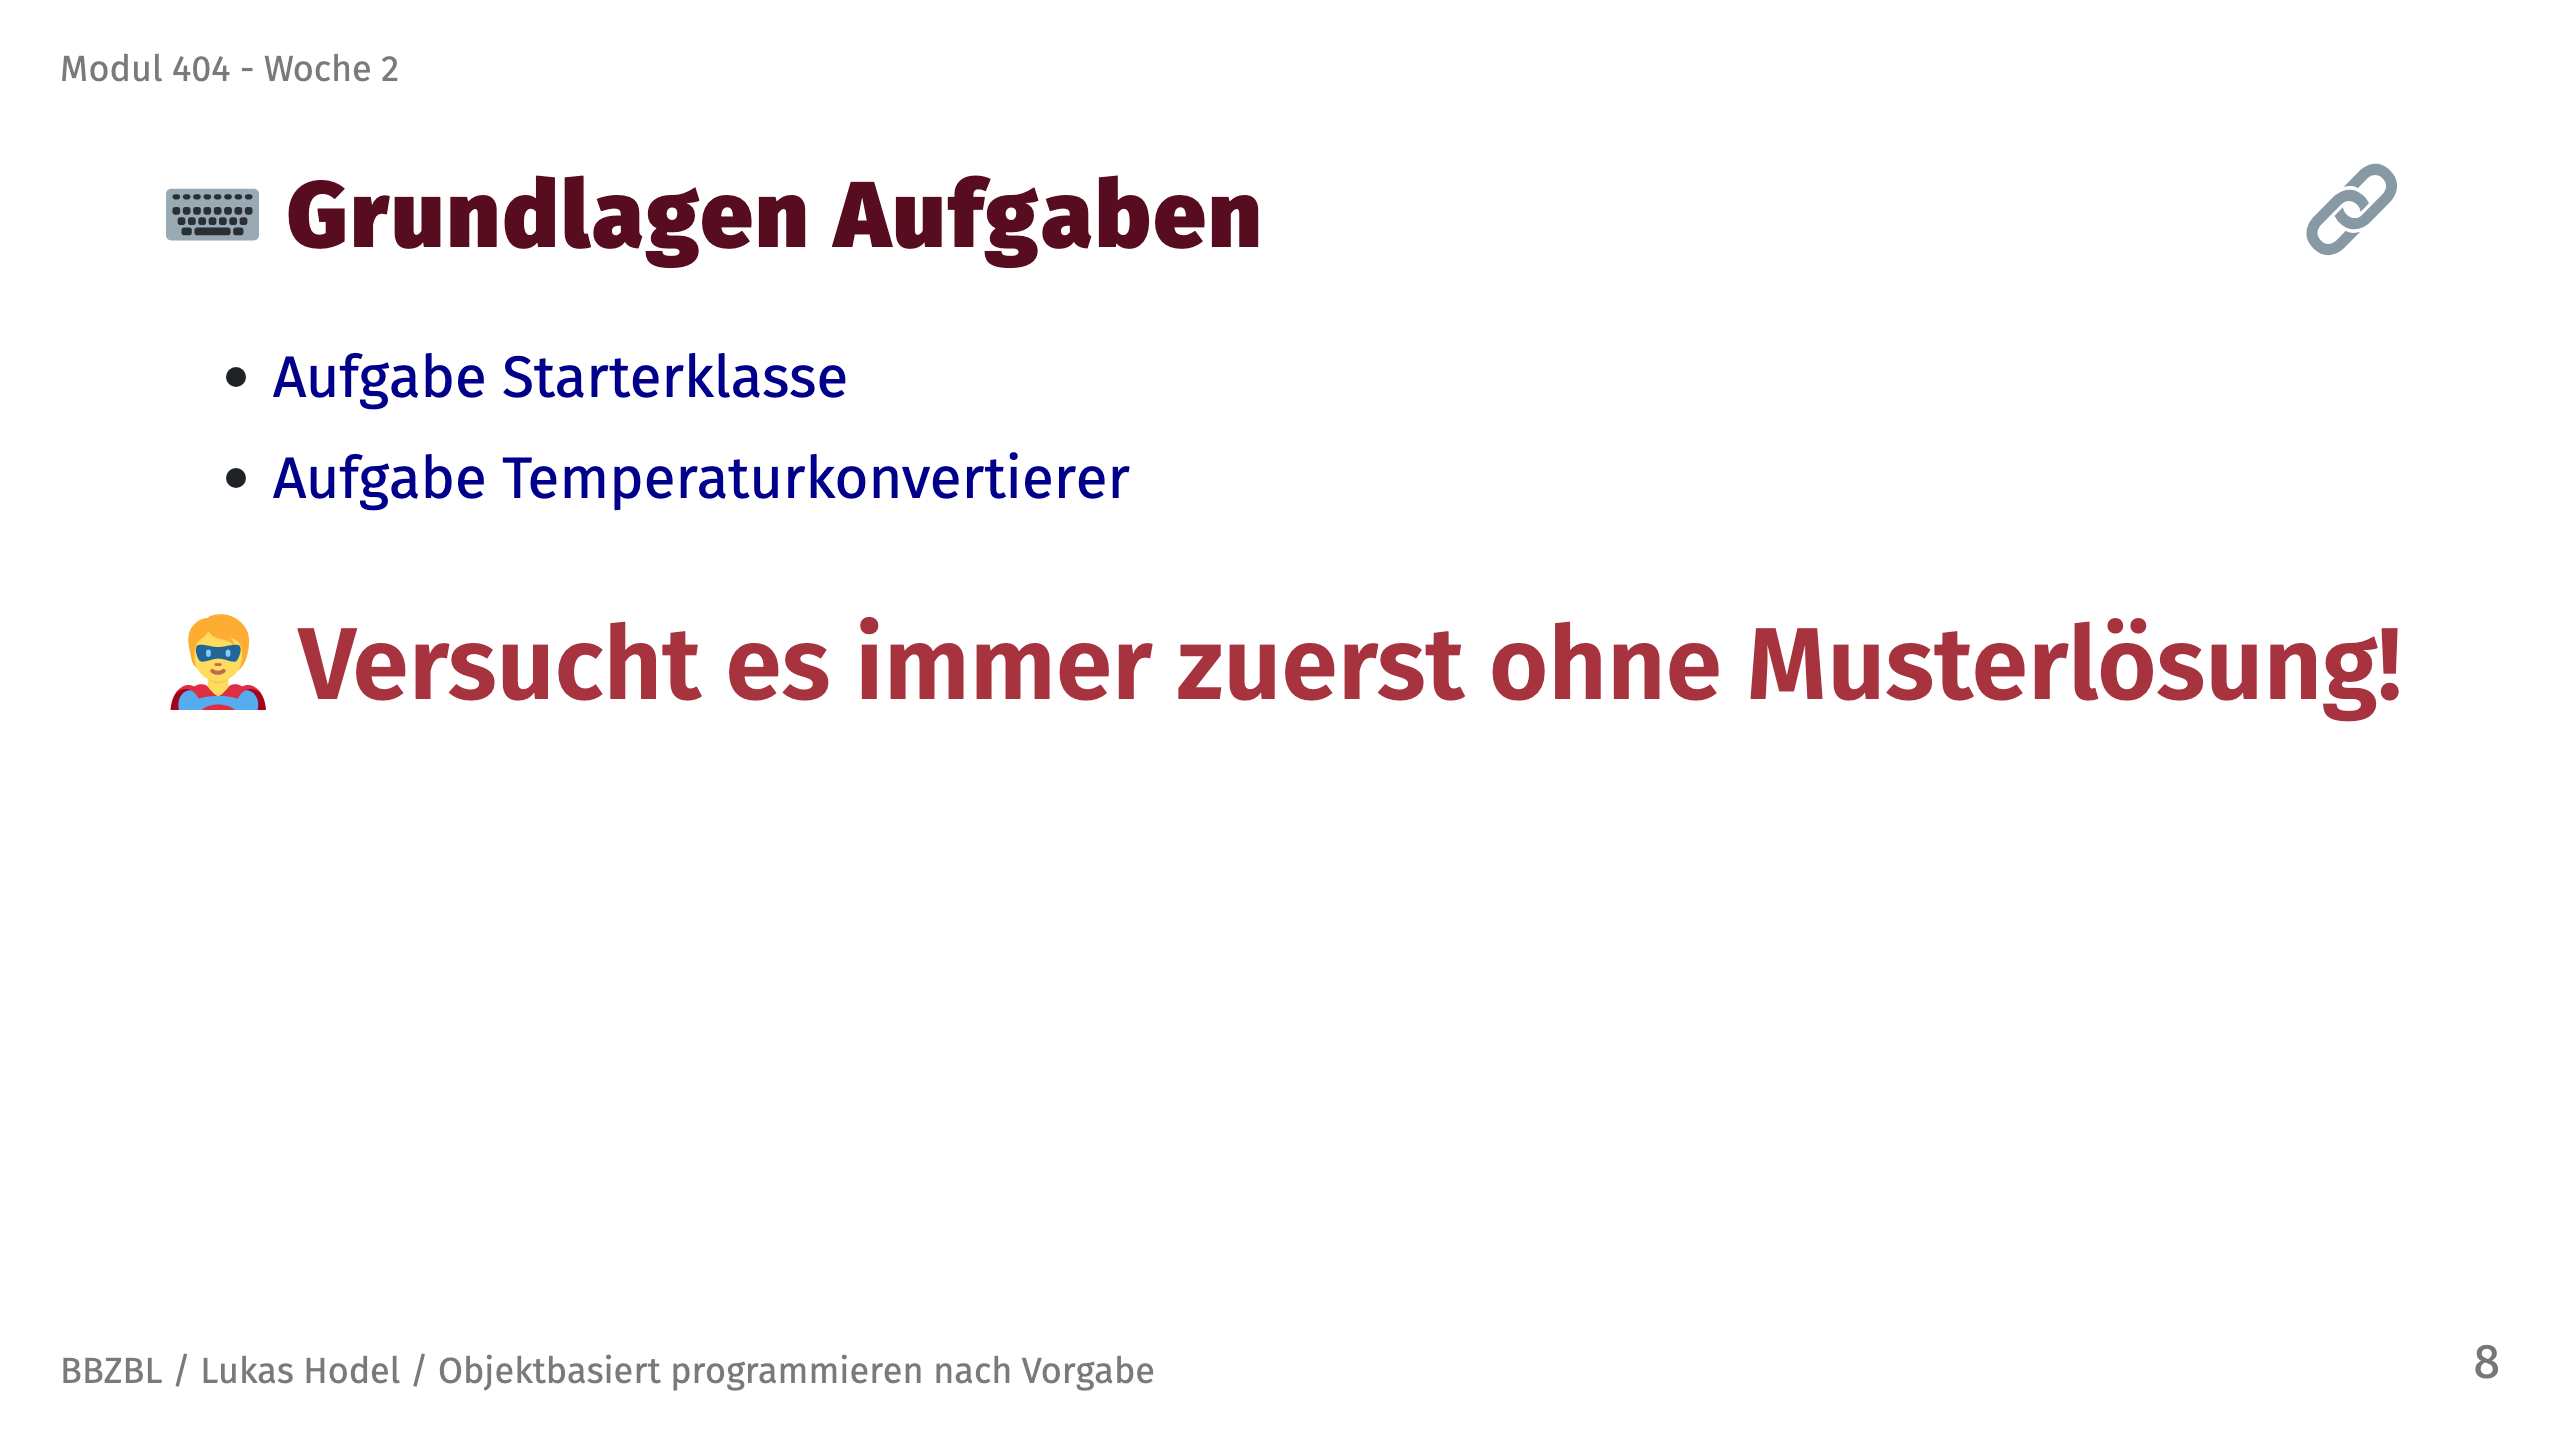 Modul 404 - Woche 2
Grundlagen Aufgaben
• Aufgabe Starterklasse
• Aufgabe Temperaturkonvertierer
Versucht es immer zuerst ohne Musterlösung!
BBZBL / Lukas Hodel / Objektbasiert programmieren nach Vorgabe
8